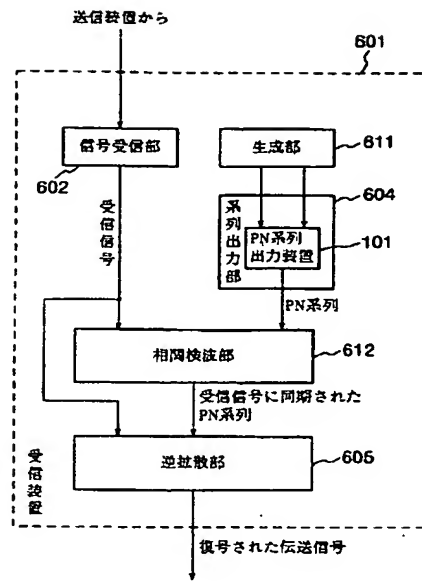 送信装置から
601
信号受信部
602
生成部
611
604
系列出力部
PN系列
出力装置
101
受信信号
PN系列
相関検波部
612
受信信号に同期された
PN系列
逆拡散部
605
受信装置
復号された伝送信号